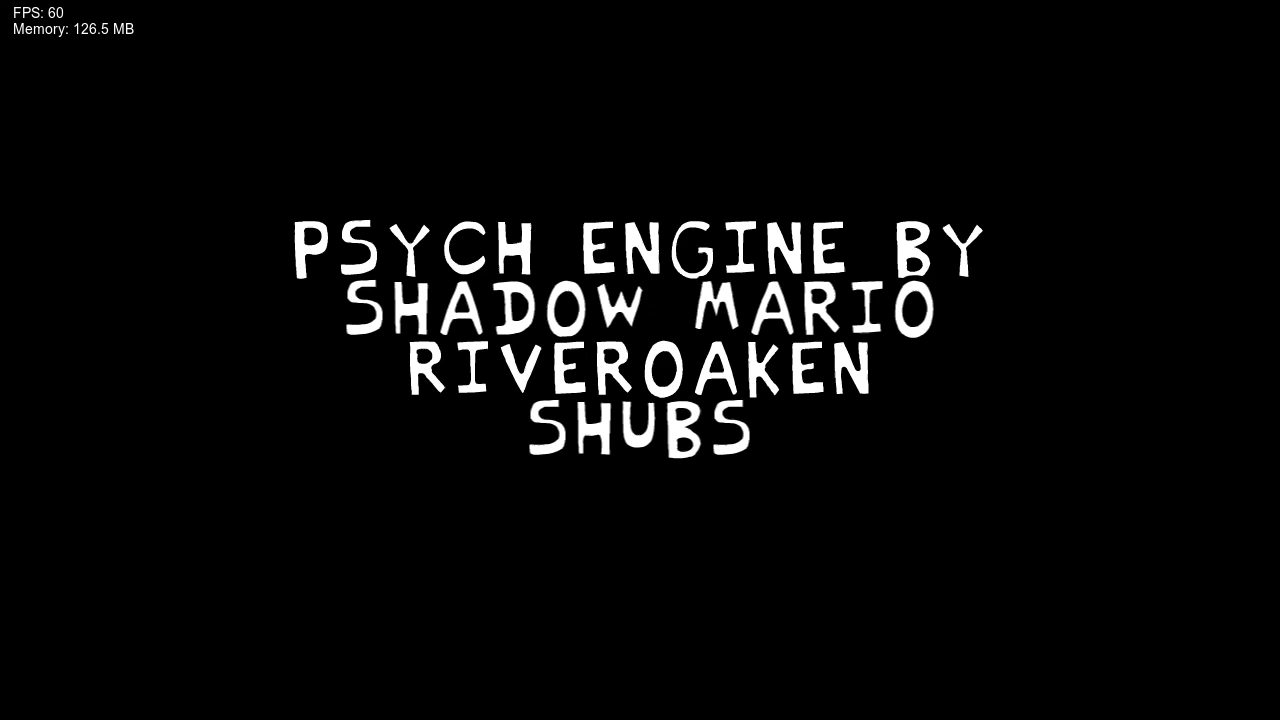 FPS: 60
Memory: 126.5 MB
PSYCH ENGINE BY
SHADOW MARIO
RIVEROAKEN
SHUBS